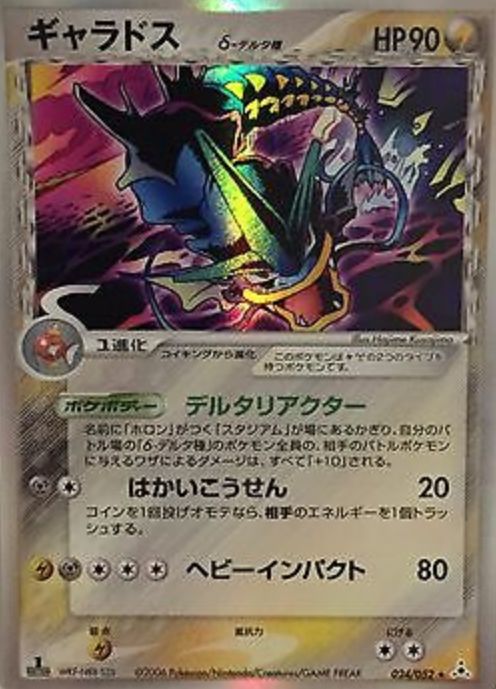 ギャラドス δ-デルタ種 HP90
Illus. Hajime Kusajima
1進化
コイキングから進化
このポケモンは の2つのタイプを
持つポケモンです。
ポケボディー デルタリアクター
名前に「ホロン」がつく「スタジアム」が場にあるかぎり、自分のバ
トル場の「δ-デルタ種」のポケモン全員の、相手のバトルポケモン
に与えるワザによるダメージは、すべて「+10」される。
はかいこうせん 20
コインを1回投げオモテなら、相手のエネルギーを1個トラッ
シュする。
ヘビーインパクト 80
弱点 抵抗力 にげる
1
©2006 Pokémon/Nintendo/Creatures/GAME FREAK 024/052 ★